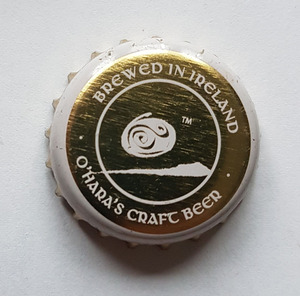 · BREWED IN IRELAND ·
O'HARA'S CRAFT BEER
™